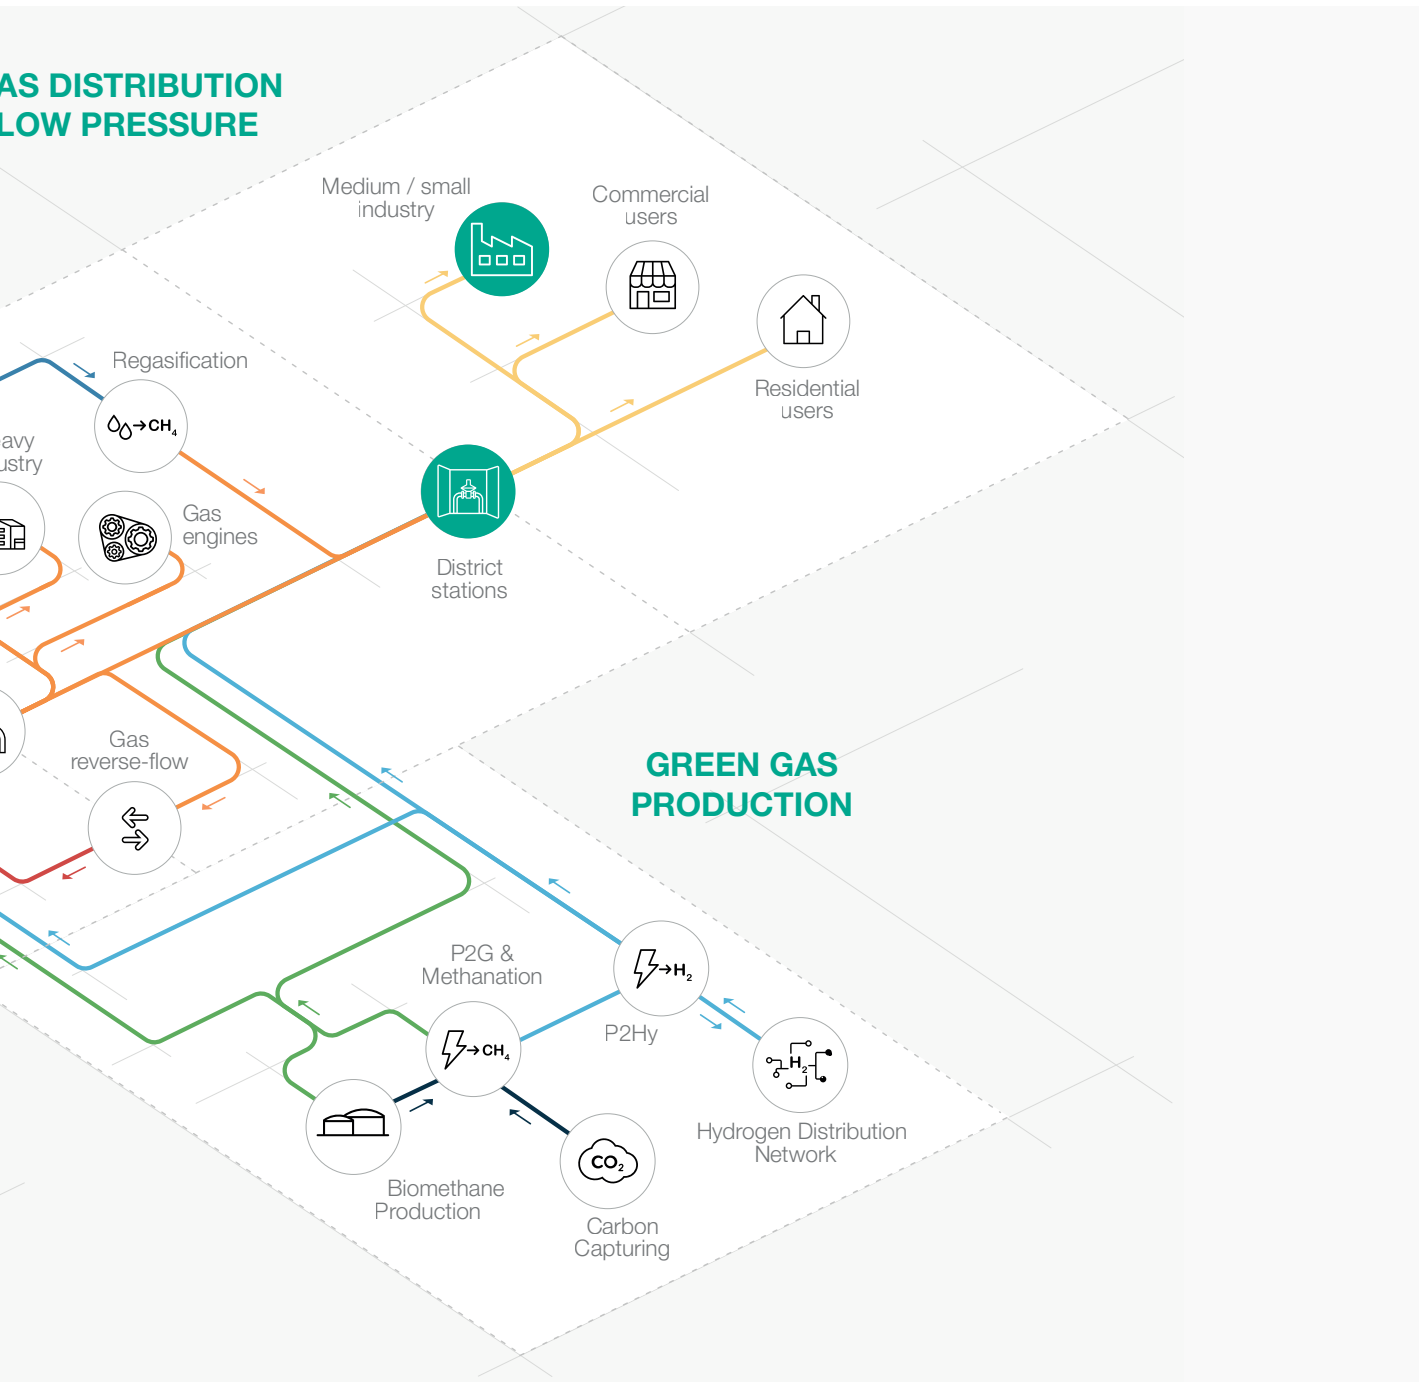 AS DISTRIBUTION
LOW PRESSURE
Medium / small
industry
Commercial
users
Residential
users
Regasification
→CH4
avy
ustry
Gas
engines
District
stations
Gas
reverse-flow
GREEN GAS
PRODUCTION
P2G &
Methanation
→H2
P2Hy
→CH4
H2
Hydrogen Distribution
Network
CO2
Biomethane
Production
Carbon
Capturing